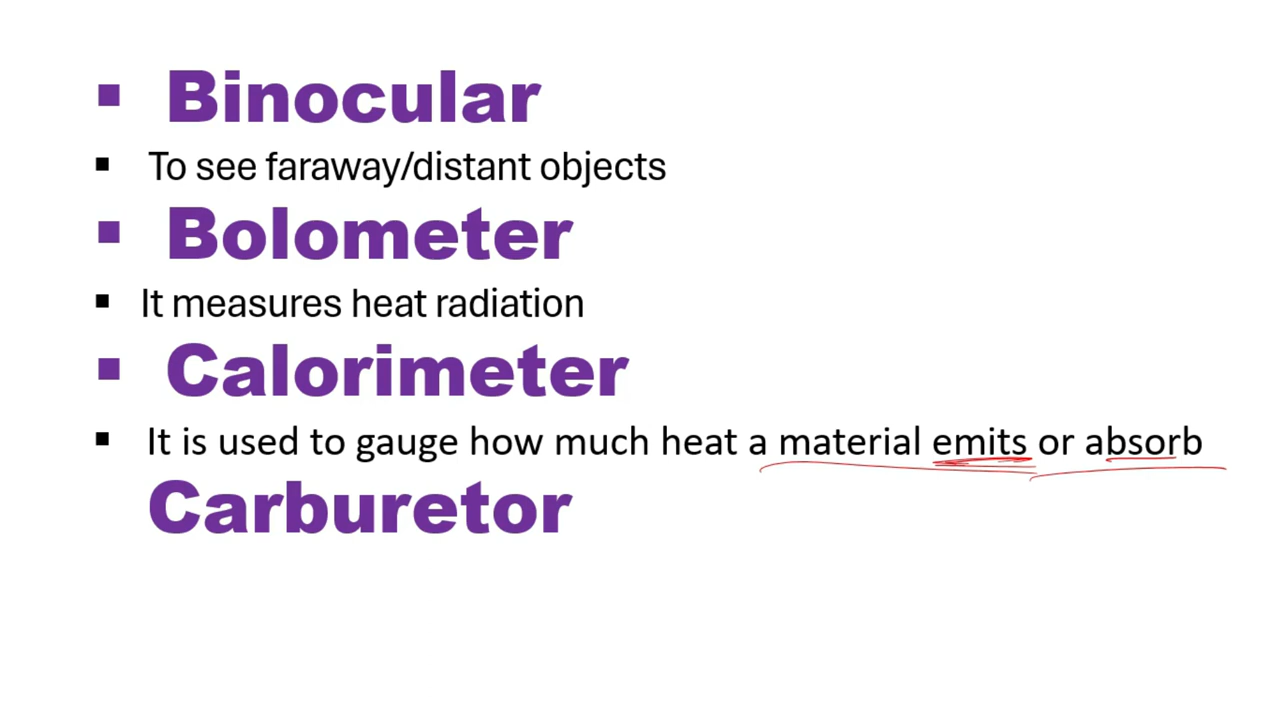 ▪ Binocular
▪ To see faraway/distant objects
▪ Bolometer
▪ It measures heat radiation
▪ Calorimeter
▪ It is used to gauge how much heat a material emits or absorb
Carburetor